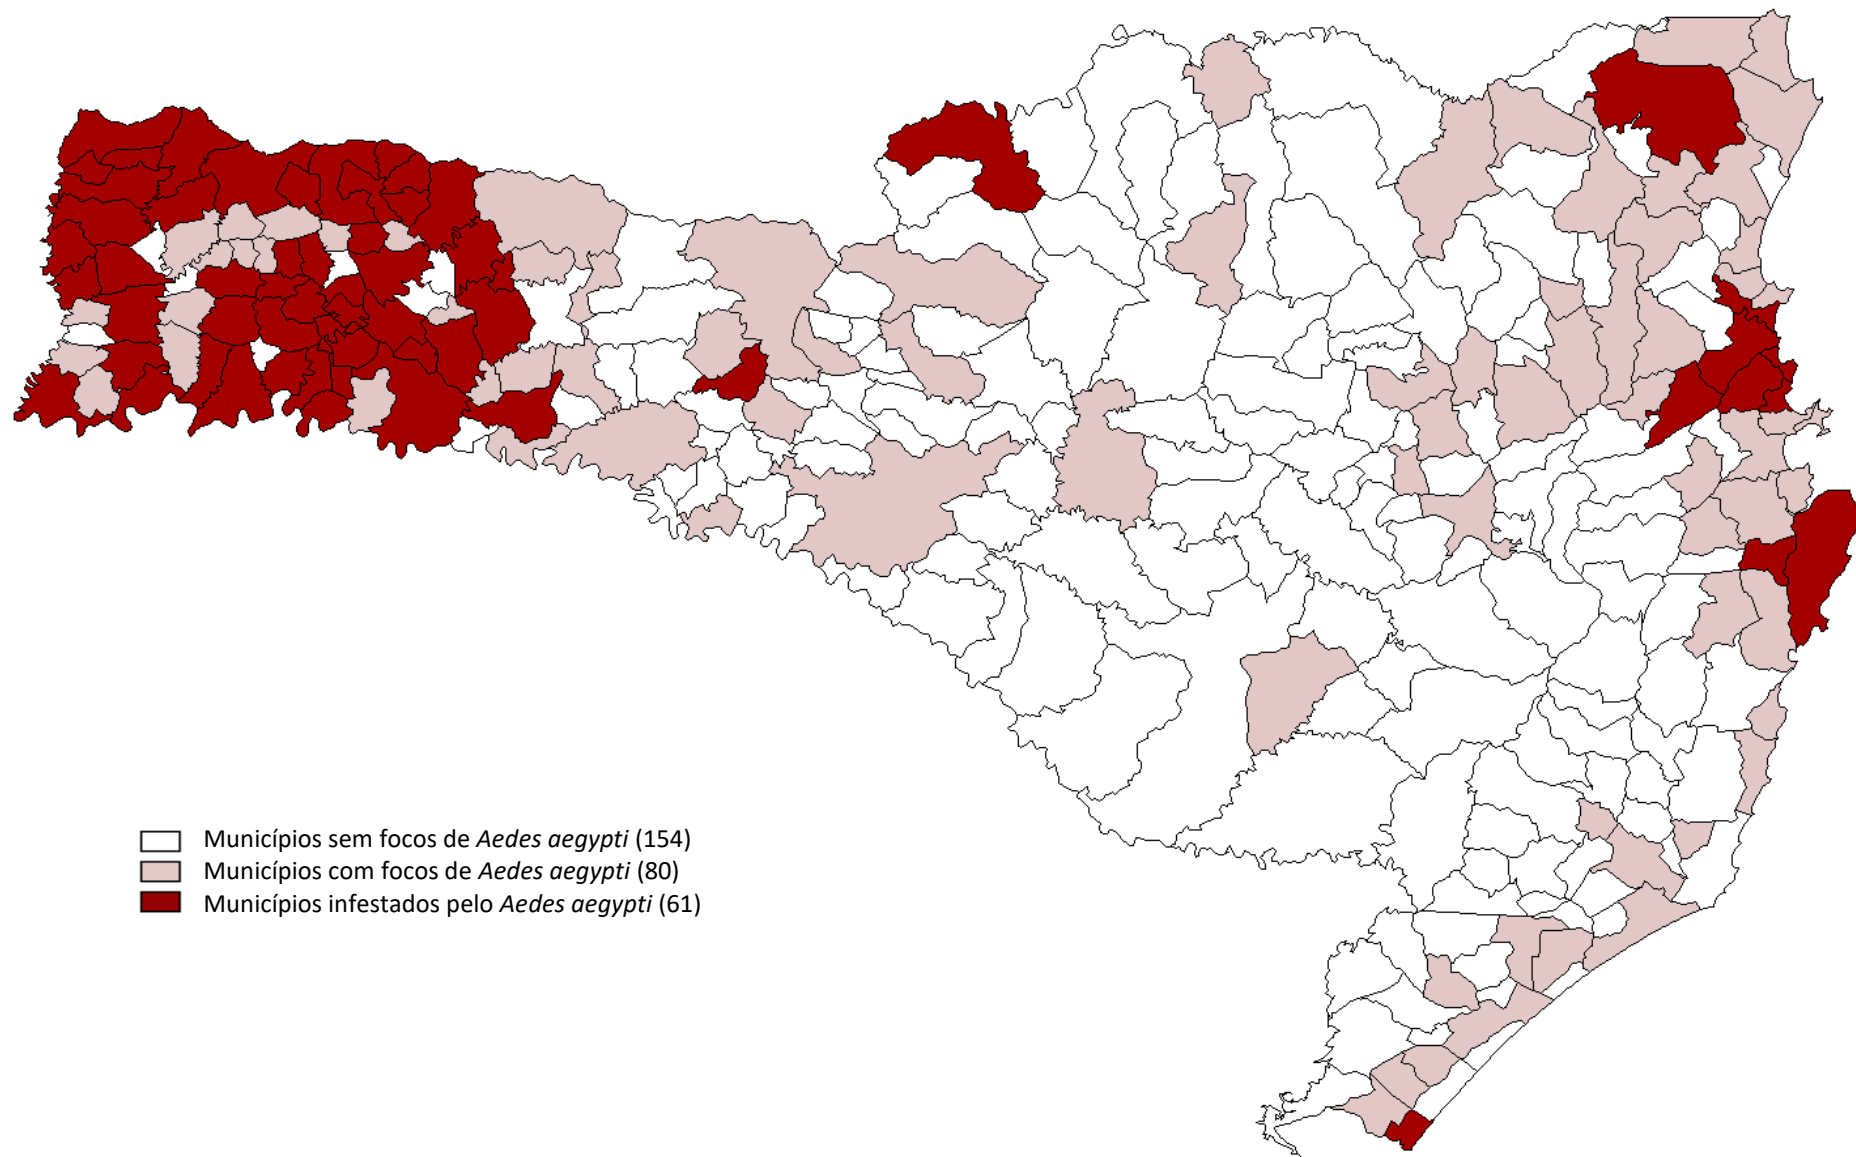 Municípios sem focos de Aedes aegypti (154)
Municípios com focos de Aedes aegypti (80)
Municípios infestados pelo Aedes aegypti (61)